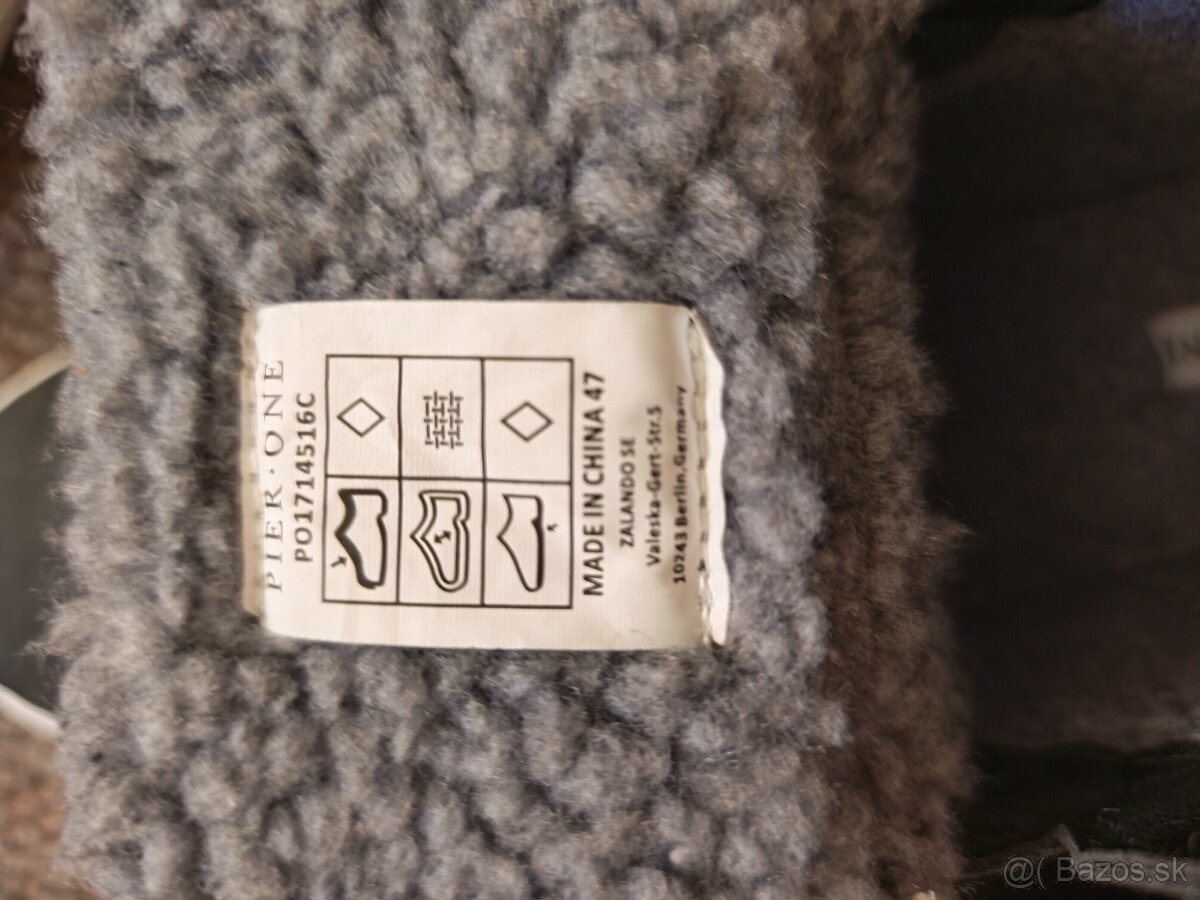 PIER·ONE
PO1714516C
MADE IN CHINA 47
ZALANDO SE
Valeska-Gert-Str.5
10243 Berlin.Germany
@( Bazos.sk